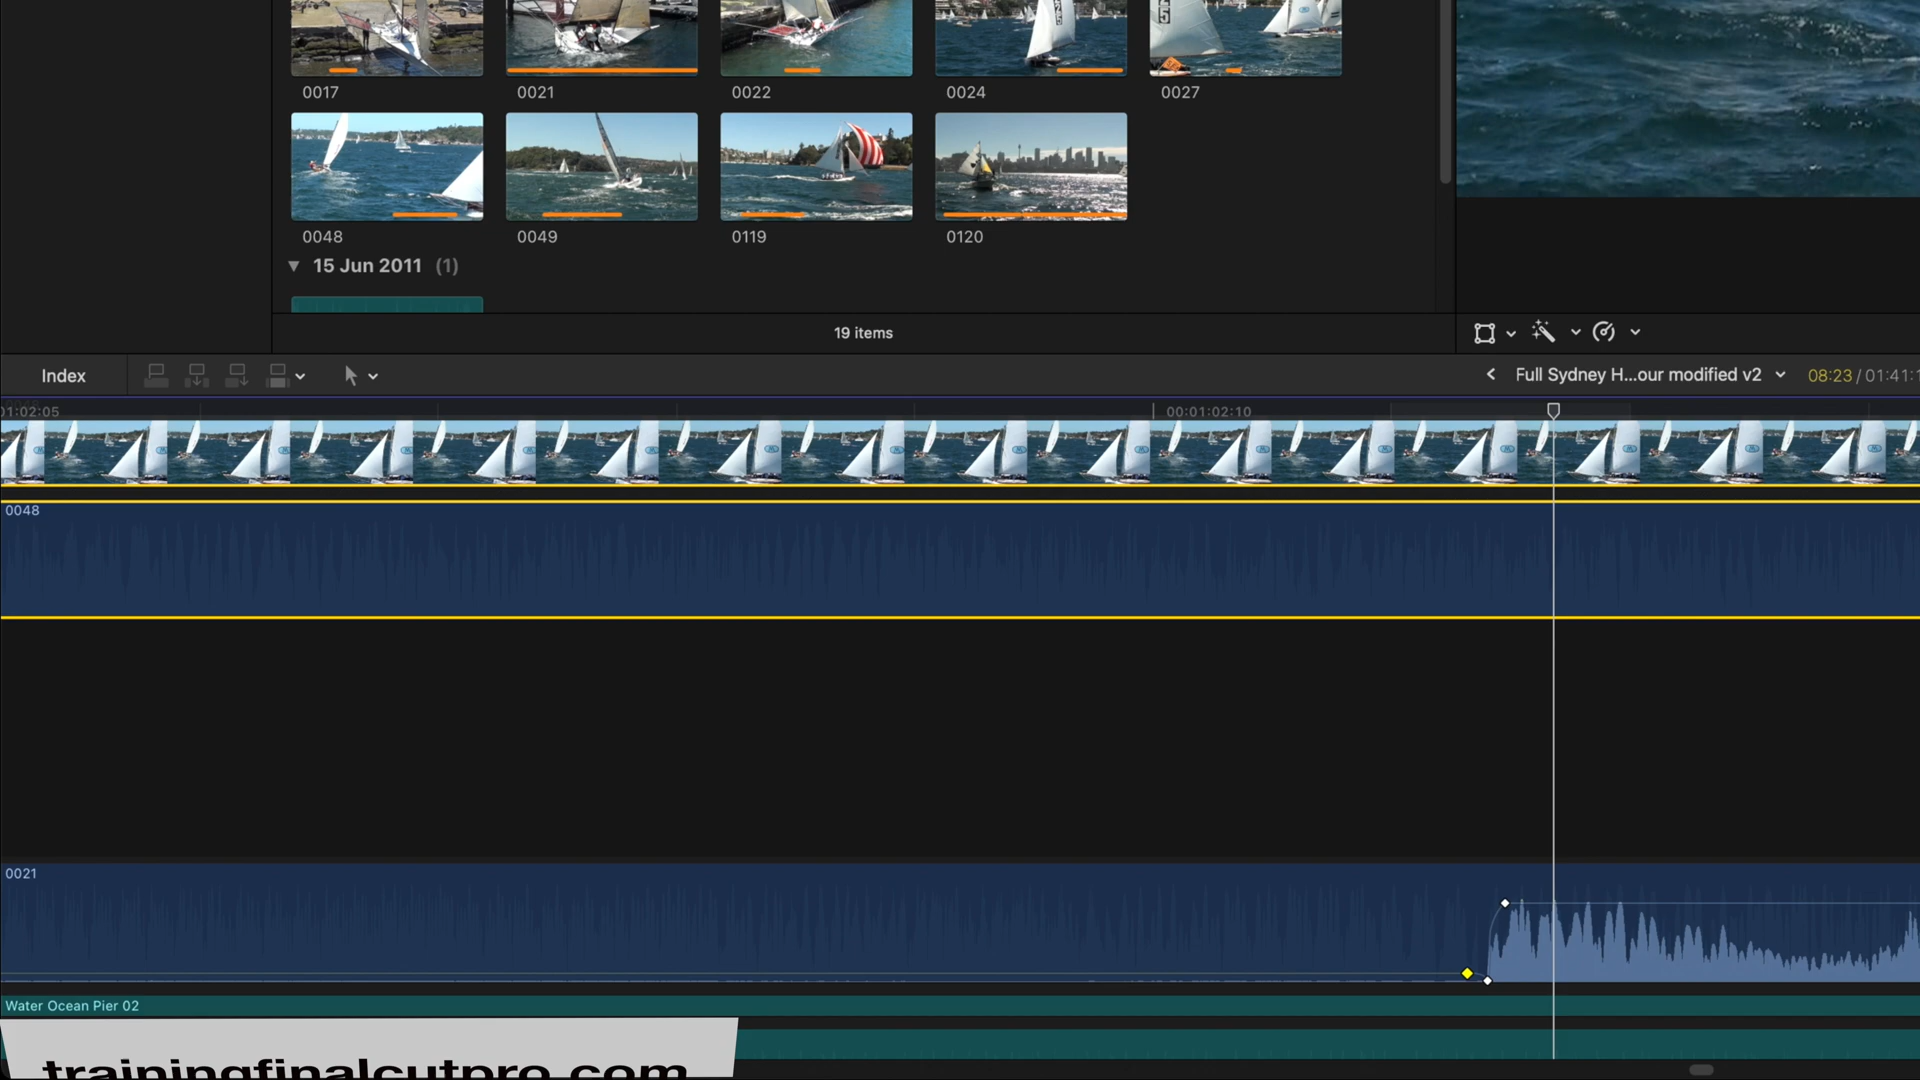 0017
0021
0022
0024
0027
0048
0049
0119
0120
15 Jun 2011 (1)
19 items
Index
Full Sydney H...our modified v2
08:23 / 01:41:1
01:02:05
00:01:02:10
0048
0021
Water Ocean Pier 02
trainingfinalcutpro.com